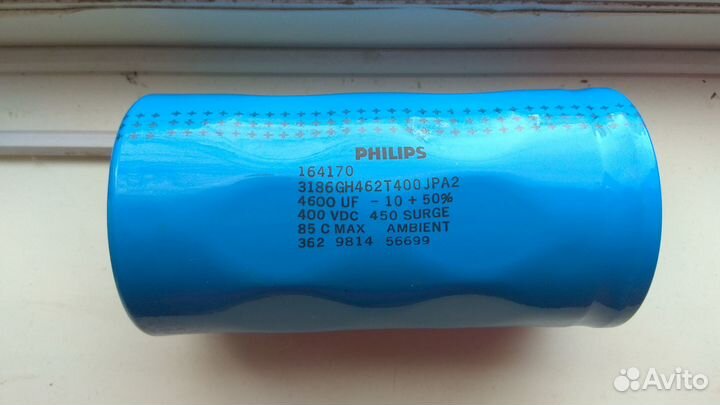 PHILIPS
164170
3186GH462T400JPA2
4600 UF - 10 + 50%
400 VDC 450 SURGE
85 C MAX AMBIENT
362 9814 56699
Avito